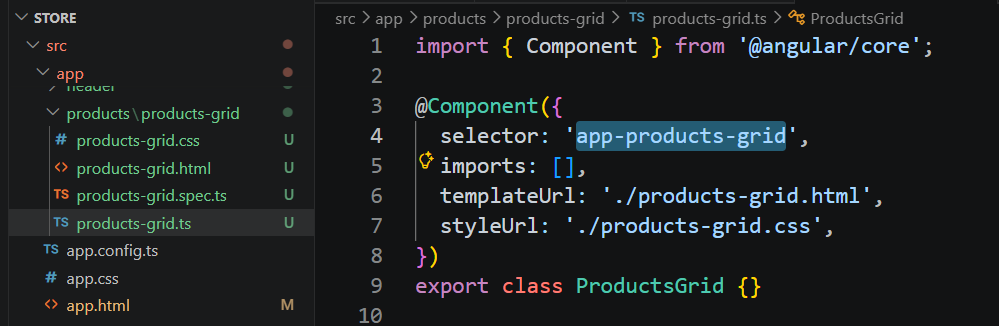 STORE
src
app
header
products\products-grid
# products-grid.css U
<> products-grid.html U
TS products-grid.spec.ts U
TS products-grid.ts U
TS app.config.ts
# app.css
<> app.html M
src > app > products > products-grid > TS products-grid.ts > ProductsGrid
1 import { Component } from '@angular/core';
2
3 @Component({
4 selector: 'app-products-grid',
5 imports: [],
6 templateUrl: './products-grid.html',
7 styleUrl: './products-grid.css',
8 })
9 export class ProductsGrid {}
10